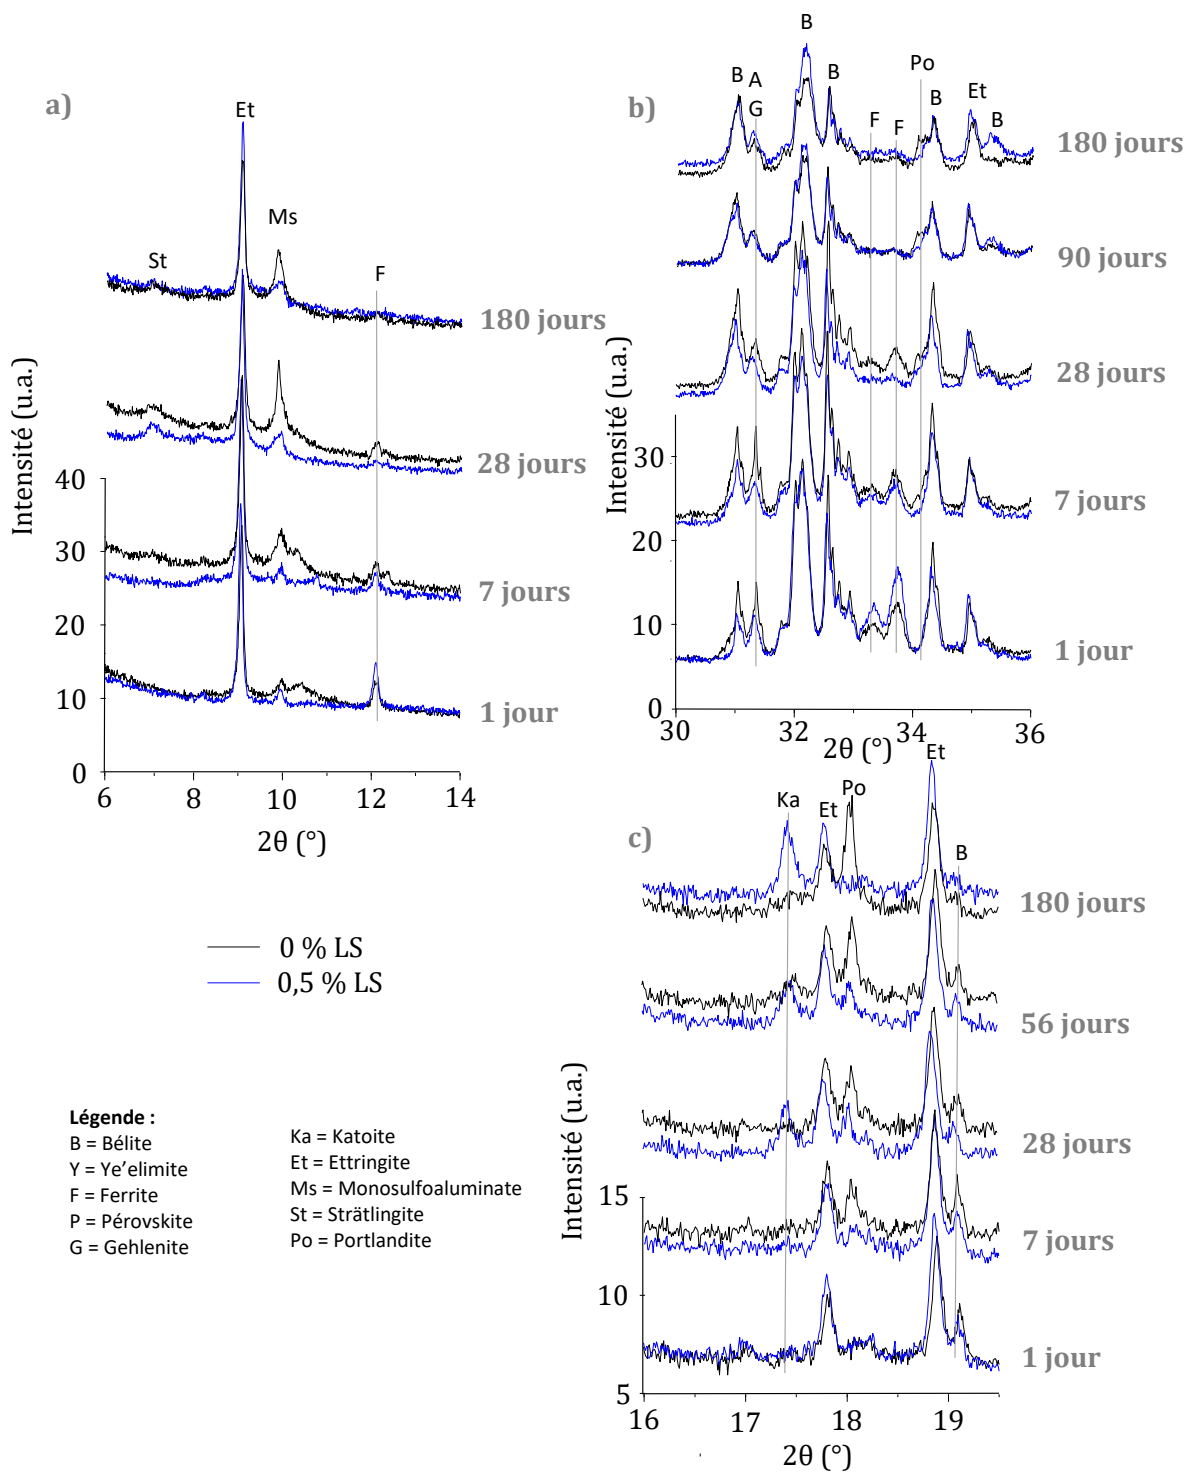 a)
Et
Ms
St
F
180 jours
28 jours
7 jours
1 jour
Intensité (u.a.)
40
30
20
10
0
6
8
10
12
14
2θ (°)
b)
B
A
G
B
B
F
F
Po
B
Et
B
180 jours
90 jours
28 jours
7 jours
1 jour
Intensité (u.a.)
30
20
10
0
30
32
34
36
2θ (°)
c)
Ka
Et
Po
Et
B
180 jours
56 jours
28 jours
7 jours
1 jour
Intensité (u.a.)
15
10
5
16
17
18
19
2θ (°)
0 % LS
0,5 % LS
Légende :
B = Bélite
Y = Ye’elimite
F = Ferrite
P = Pérovskite
G = Gehlenite
Ka = Katoite
Et = Ettringite
Ms = Monosulfoaluminate
St = Strätlingite
Po = Portlandite